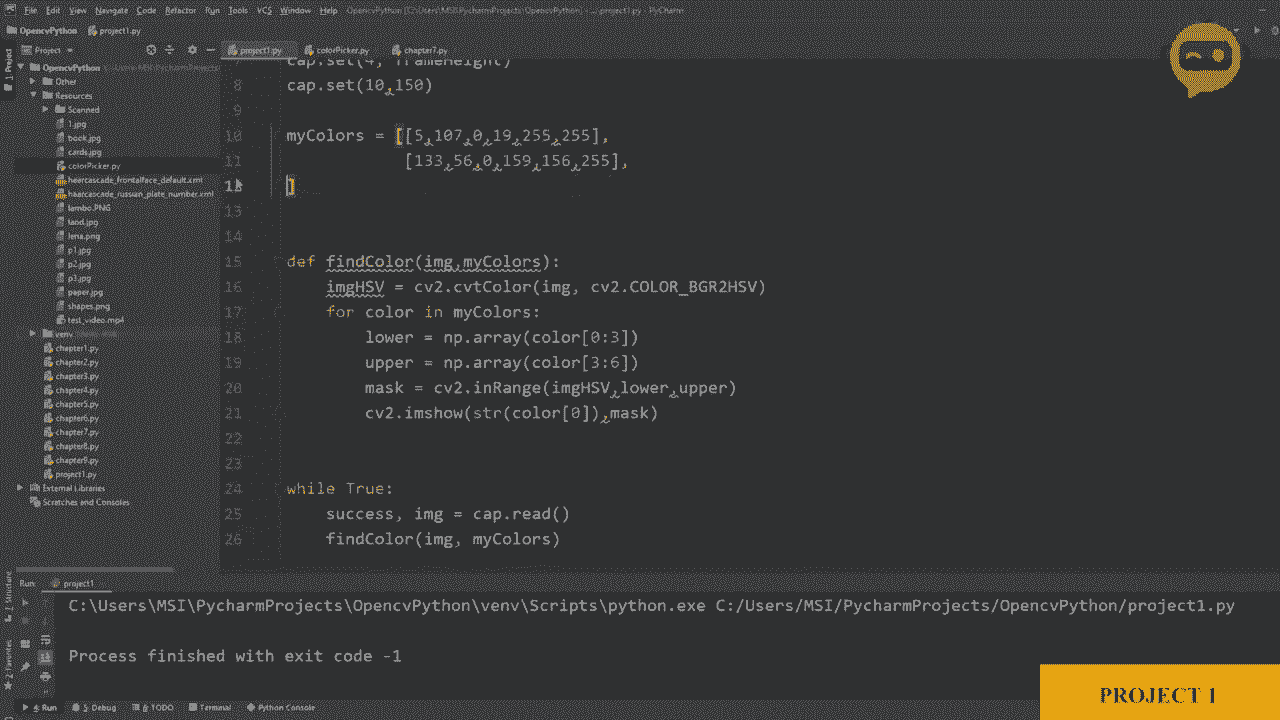 File Edit View Navigate Code Refactor Run Tools VCS Window Help OpencvPython [C:\Users\MSI\PycharmProjects\OpencvPython] - ...\project1.py - PyCharm
OpencvPython project1.py
Project
project1.py colorPicker.py chapter7.py
1: Project
OpencvPython C:\Users\MSI\PycharmProjects
Other
Resources
Scanned
1.jpg
book.jpg
cards.jpg
colorPicker.py
haarcascade_frontalface_default.xml
haarcascade_russian_plate_number.xml
lambo.PNG
land.jpg
lena.png
p1.jpg
p2.jpg
p3.jpg
paper.jpg
shapes.png
test_video.mp4
venv
chapter1.py
chapter2.py
chapter3.py
chapter4.py
chapter5.py
chapter6.py
chapter7.py
chapter8.py
chapter9.py
project1.py
External Libraries
Scratches and Consoles
7 cap.set(4, frameHeight)
8 cap.set(10,150)
9
10 myColors = [[5,107,0,19,255,255],
11 [133,56,0,159,156,255],
12 ]
13
14
15 def findColor(img,myColors):
16 imgHSV = cv2.cvtColor(img, cv2.COLOR_BGR2HSV)
17 for color in myColors:
18 lower = np.array(color[0:3])
19 upper = np.array(color[3:6])
20 mask = cv2.inRange(imgHSV,lower,upper)
21 cv2.imshow(str(color[0]),mask)
22
23
24 while True:
25 success, img = cap.read()
26 findColor(img, myColors)
Run: project1
C:\Users\MSI\PycharmProjects\OpencvPython\venv\Scripts\python.exe C:/Users/MSI/PycharmProjects/OpencvPython/project1.py
Process finished with exit code -1
7: Structure
2: Favorites
PROJECT 1
4: Run 5: Debug 6: TODO Terminal Python Console